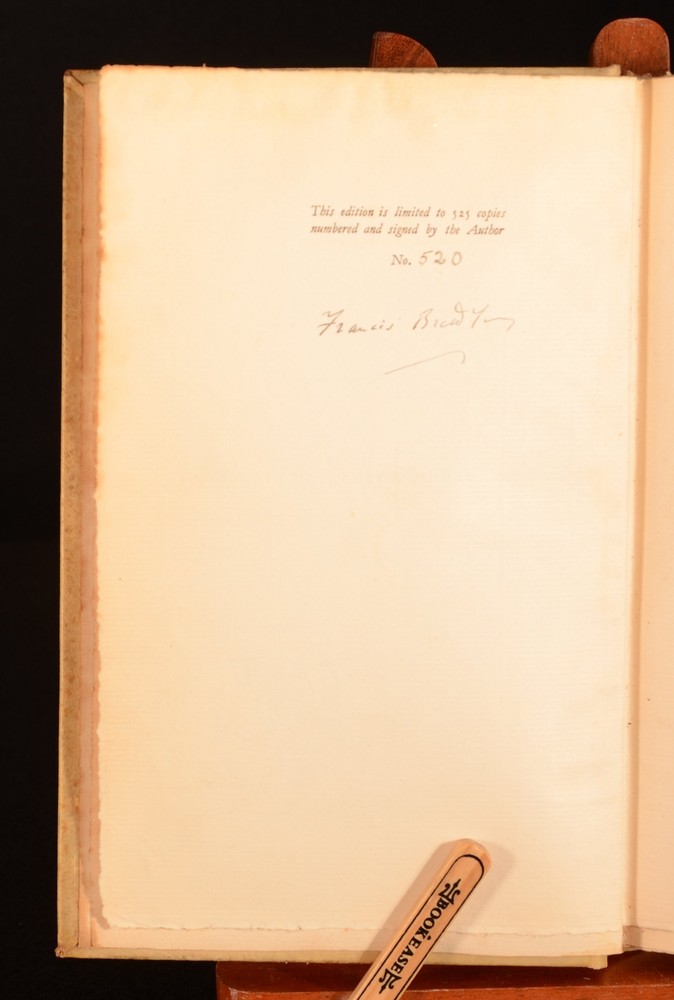 This edition is limited to 525 copies
numbered and signed by the Author
No. 520
Francis Brett Young
BOOKEASE